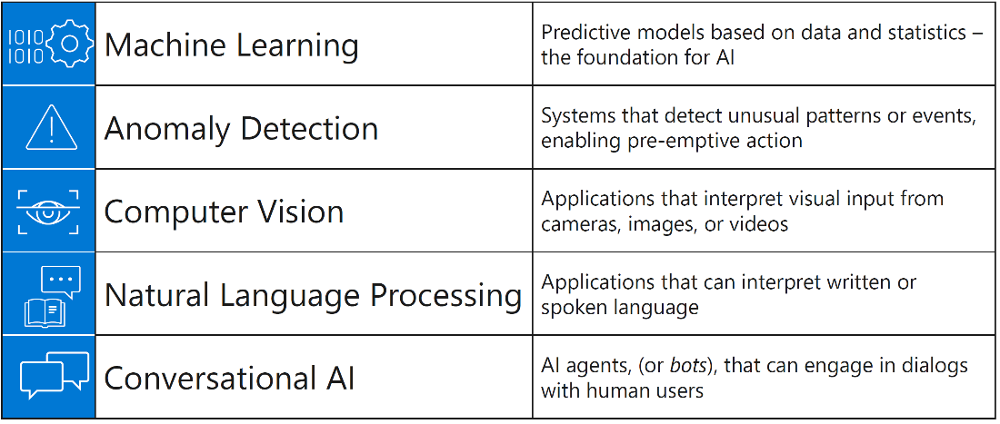 1010
1010
Machine Learning
Predictive models based on data and statistics –
the foundation for AI
Anomaly Detection
Systems that detect unusual patterns or events,
enabling pre-emptive action
Computer Vision
Applications that interpret visual input from
cameras, images, or videos
Natural Language Processing
Applications that can interpret written or
spoken language
Conversational AI
AI agents, (or bots), that can engage in dialogs
with human users